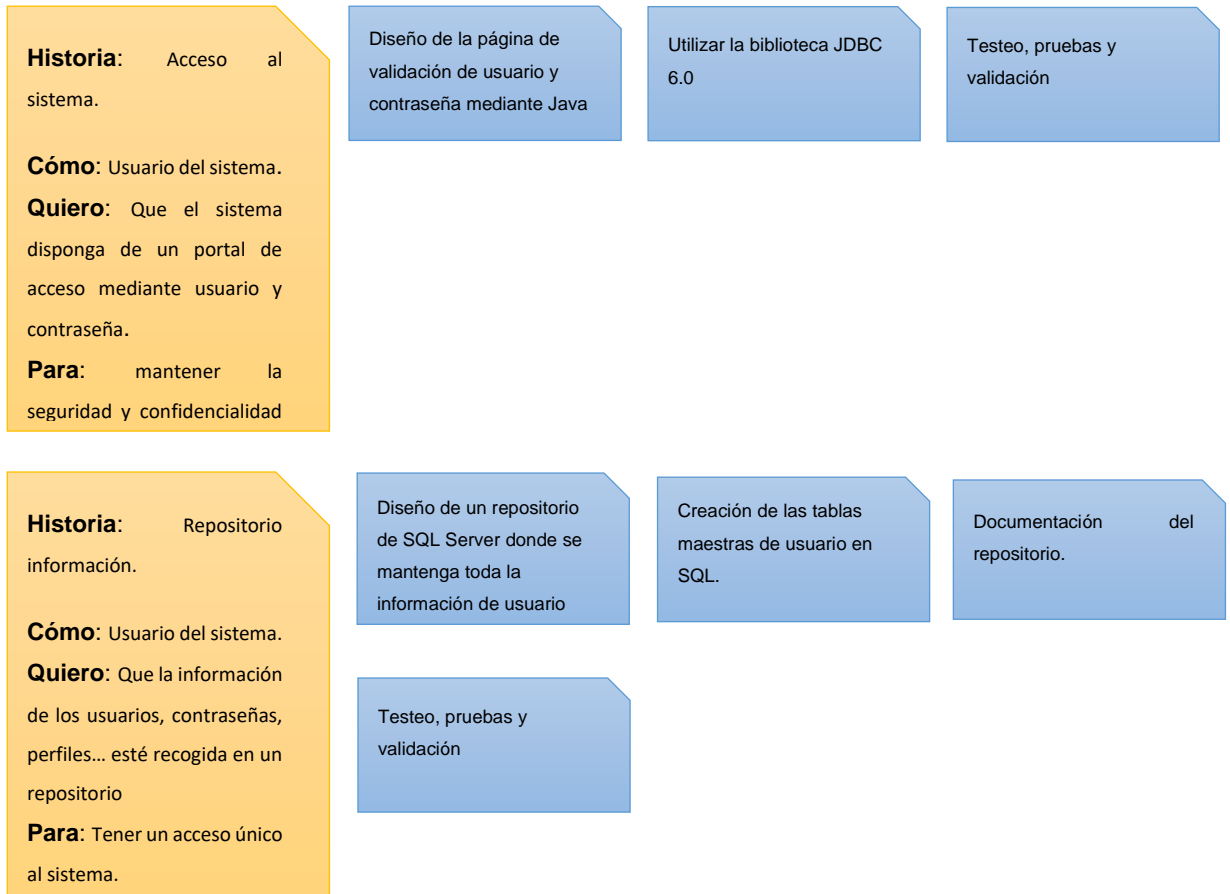 Historia: Acceso al
sistema.
Cómo: Usuario del sistema.
Quiero: Que el sistema
disponga de un portal de
acceso mediante usuario y
contraseña.
Para: mantener la
seguridad y confidencialidad
Diseño de la página de
validación de usuario y
contraseña mediante Java
Utilizar la biblioteca JDBC
6.0
Testeo, pruebas y
validación
Historia: Repositorio
información.
Cómo: Usuario del sistema.
Quiero: Que la información
de los usuarios, contraseñas,
perfiles... esté recogida en un
repositorio
Para: Tener un acceso único
al sistema.
Diseño de un repositorio
de SQL Server donde se
mantenga toda la
información de usuario
Creación de las tablas
maestras de usuario en
SQL.
Documentación del
repositorio.
Testeo, pruebas y
validación